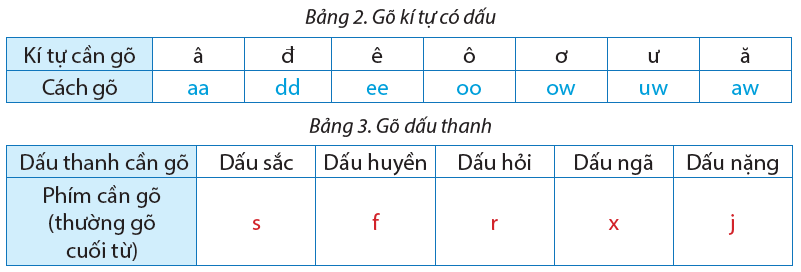 Bảng 2. Gõ kí tự có dấu
Kí tự cần gõ â đ ê ô ơ ư ă
Cách gõ aa dd ee oo ow uw aw
Bảng 3. Gõ dấu thanh
Dấu thanh cần gõ Dấu sắc Dấu huyền Dấu hỏi Dấu ngã Dấu nặng
Phím cần gõ
(thường gõ s f r x j
cuối từ)